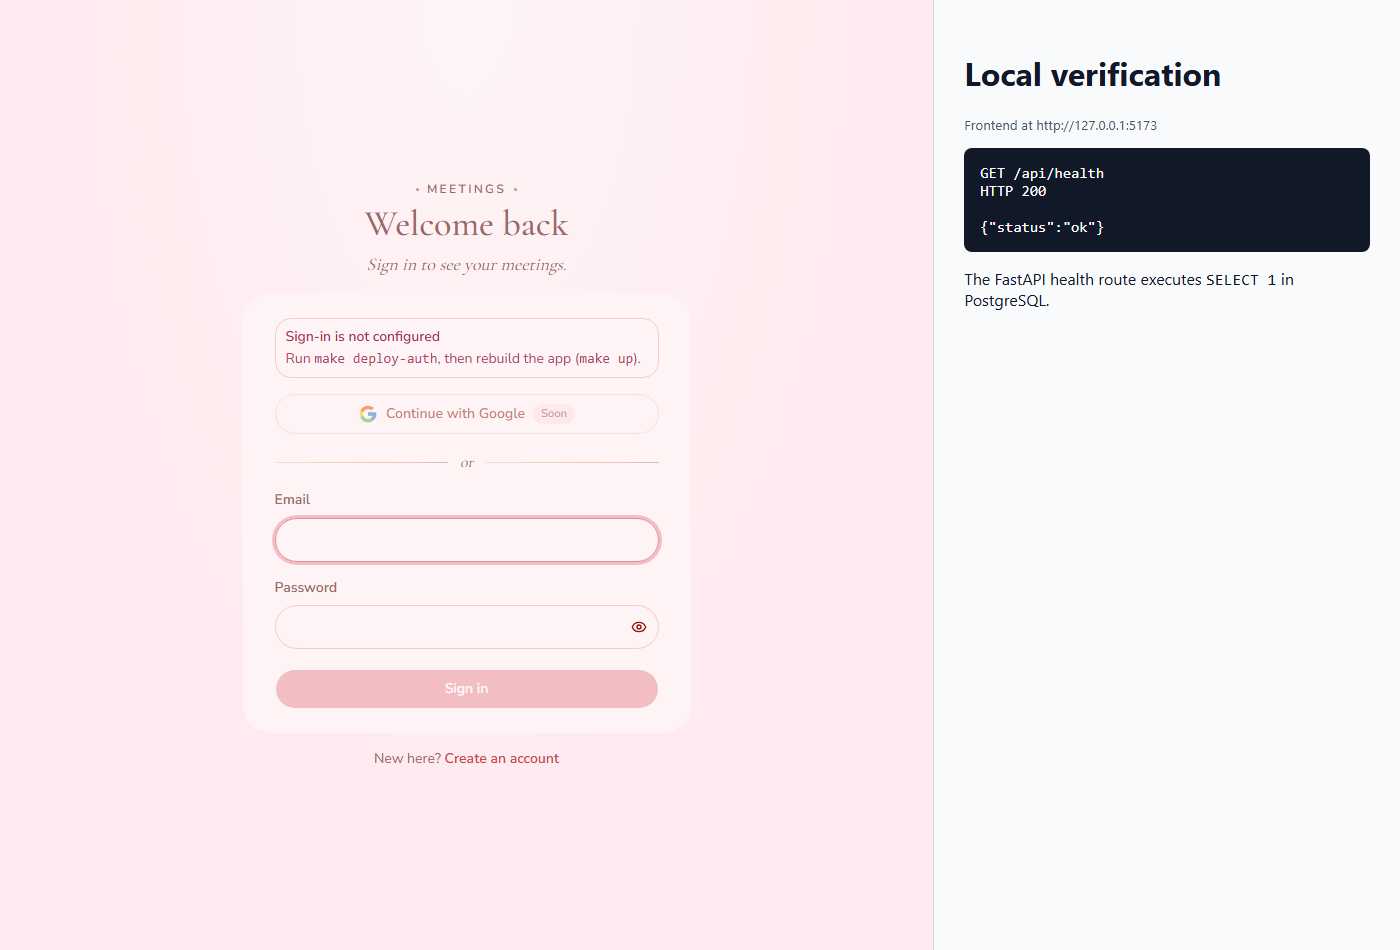 • MEETINGS •
Welcome back
Sign in to see your meetings.
Sign-in is not configured
Run make deploy-auth, then rebuild the app (make up).
Continue with Google Soon
or
Email
Password
Sign in
New here? Create an account
Local verification
Frontend at http://127.0.0.1:5173
GET /api/health
HTTP 200
{"status":"ok"}
The FastAPI health route executes SELECT 1 in
PostgreSQL.